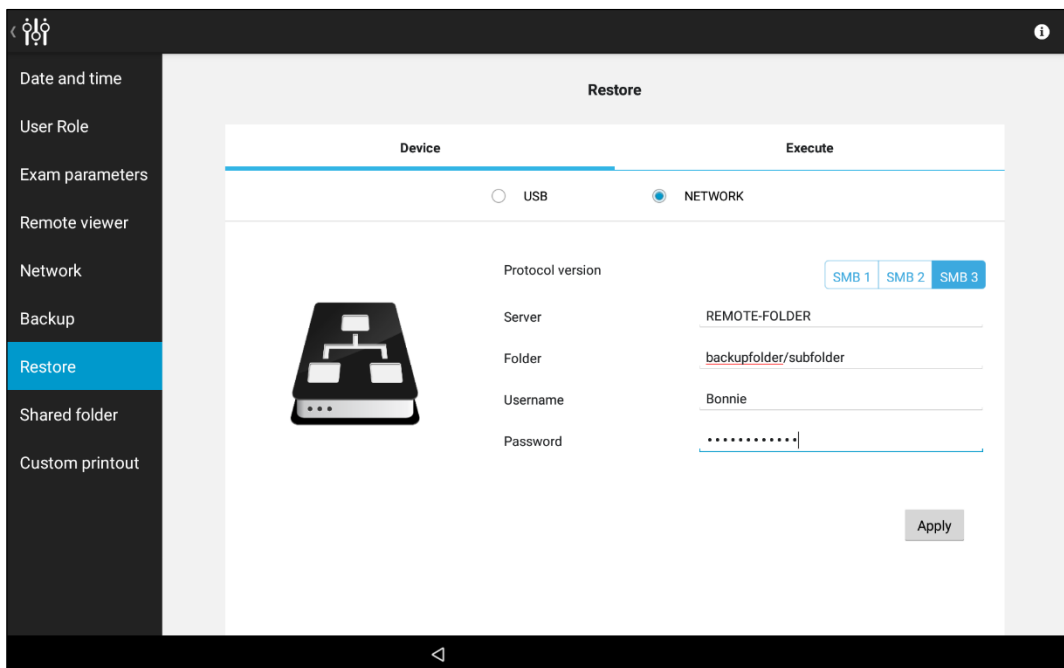 Date and time
User Role
Exam parameters
Remote viewer
Network
Backup
Restore
Shared folder
Custom printout
Restore
Device Execute
USB NETWORK
Protocol version SMB 1 SMB 2 SMB 3
Server REMOTE-FOLDER
Folder backupfolder/subfolder
Username Bonnie
Password ••••••••••••
Apply